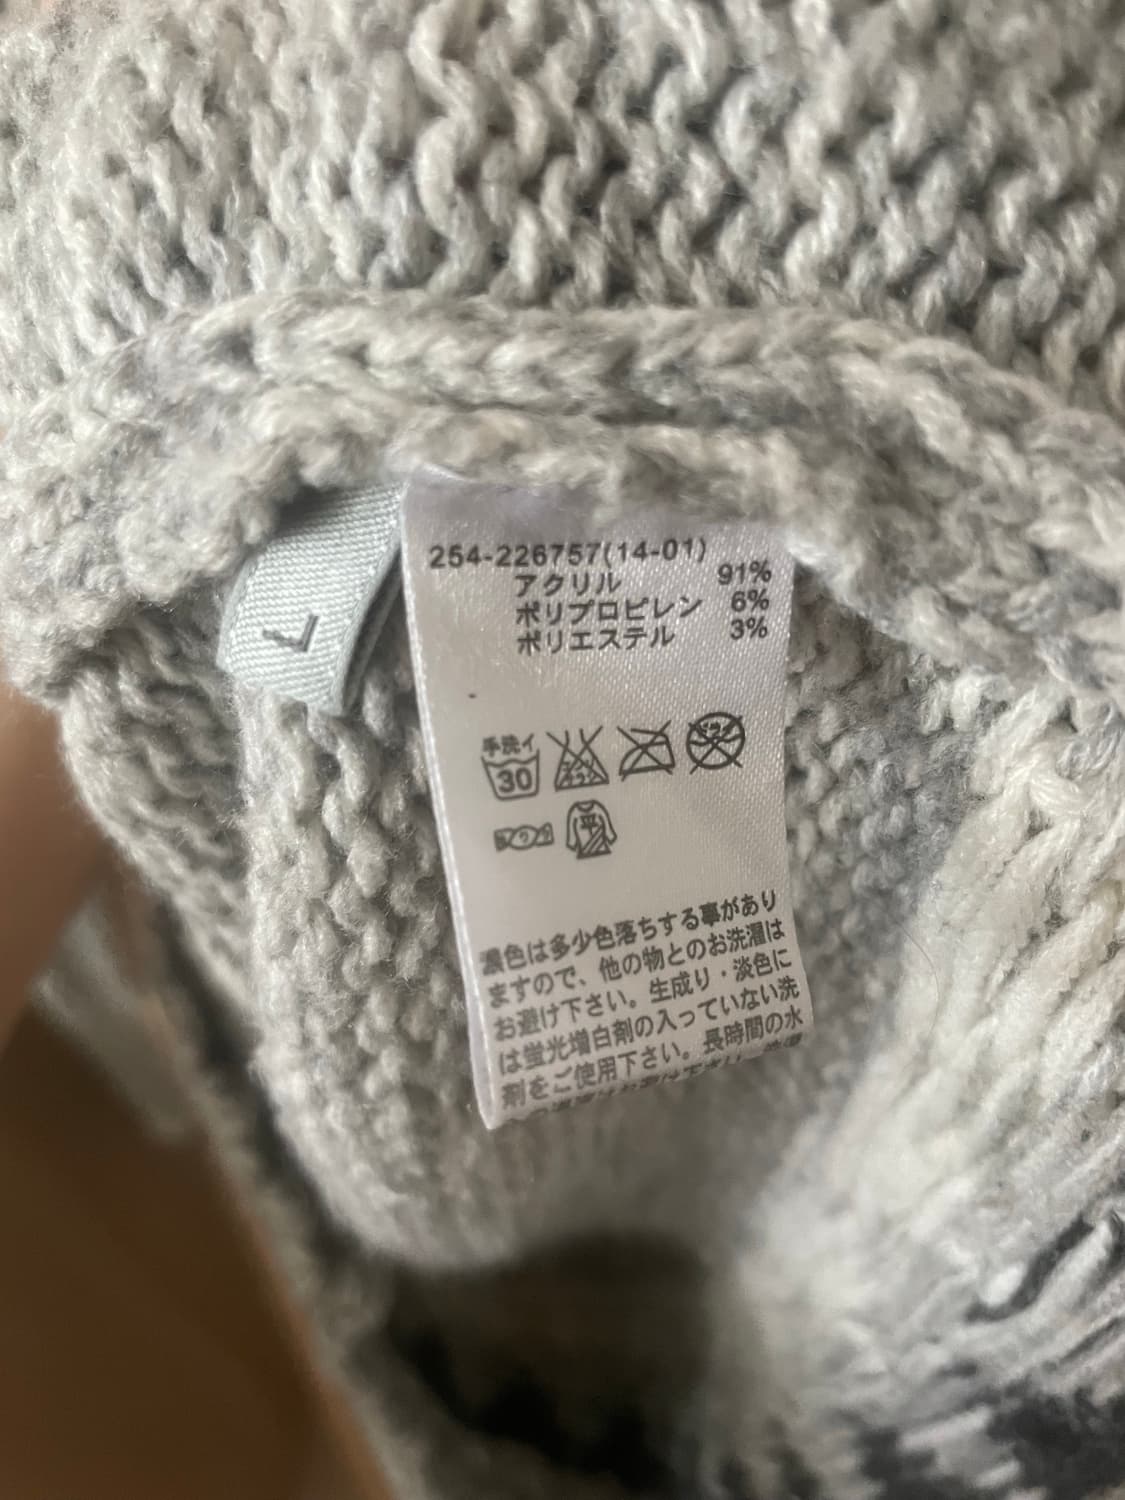 L
254-226757(14-01)
アクリル 91%
ポリプロピレン 6%
ポリエステル 3%
手洗イ
30
平
濃色は多少色落ちする事があり
ますので、他の物とのお洗濯は
お避け下さい。生成り・淡色に
は蛍光増白剤の入っていない洗
剤をご使用下さい。長時間の水